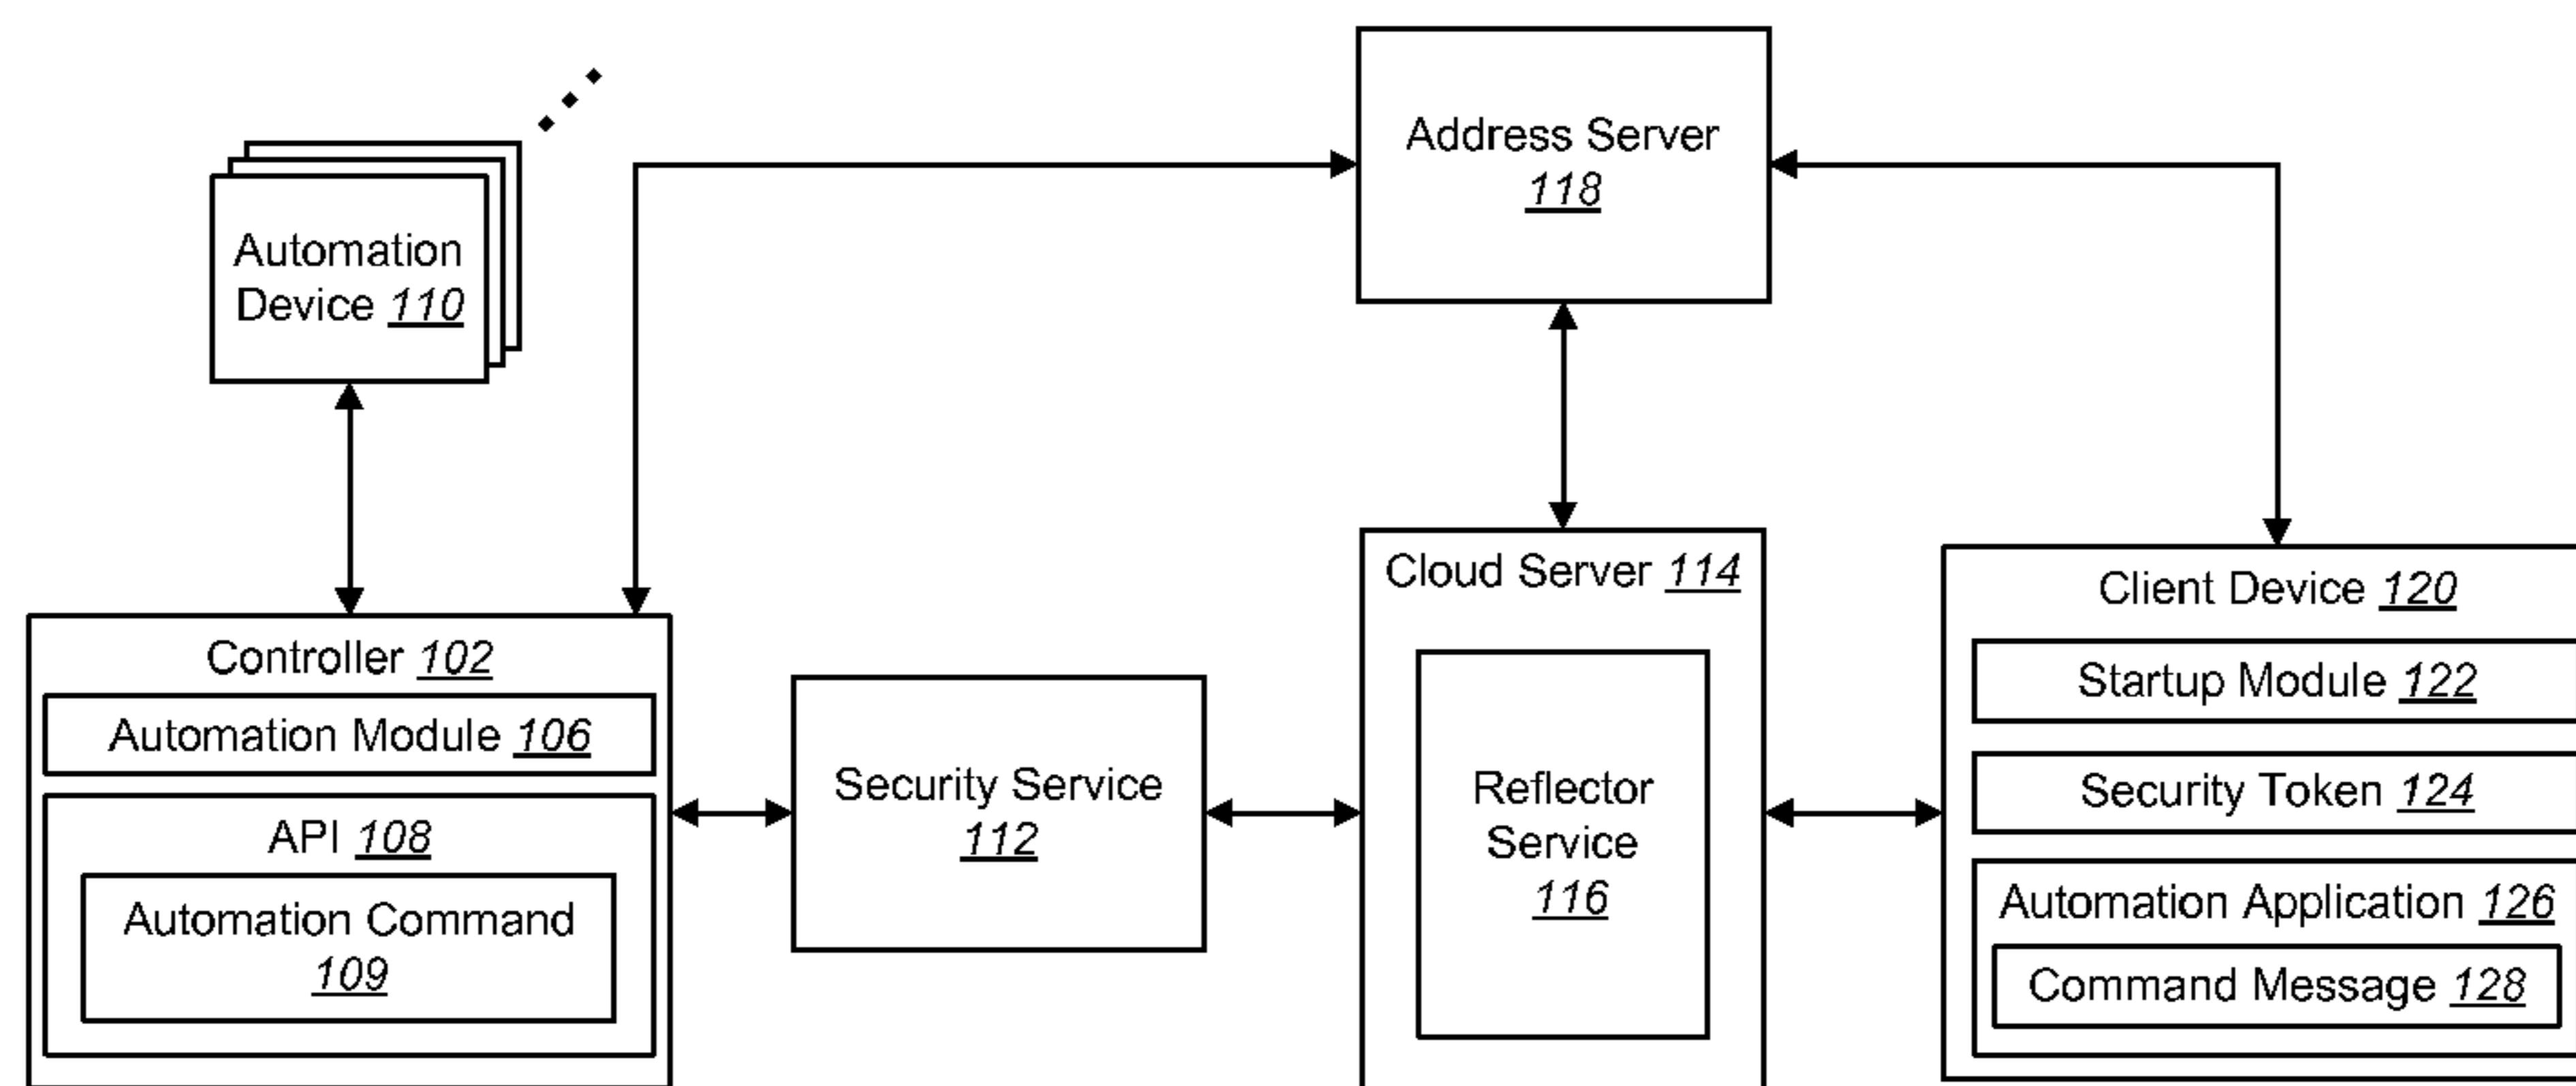 Address Server
118
Automation
Device 110
Controller 102
Automation Module 106
API 108
Automation Command
109
Security Service
112
Cloud Server 114
Reflector
Service
116
Client Device 120
Startup Module 122
Security Token 124
Automation Application 126
Command Message 128